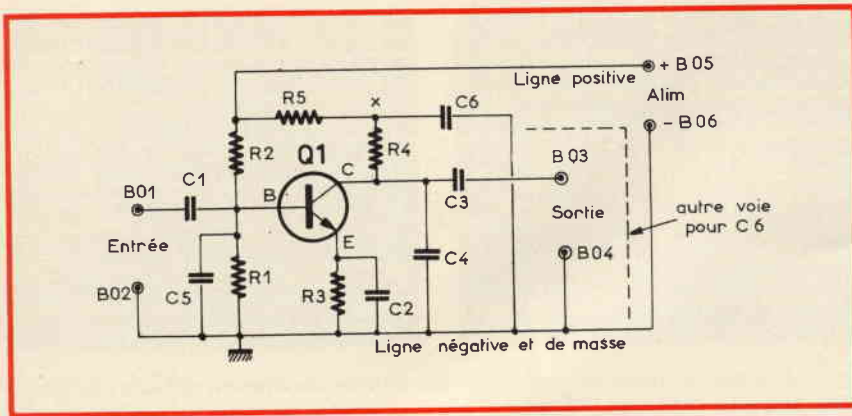 + B05
Ligne positive
Alim
R5
x
C6
- B06
R2
Q1
R4
B03
C
C3
B01
C1
B
autre voie
pour C6
Sortie
Entrée
E
C4
B04
B02
C5
R1
R3
C2
Ligne négative et de masse